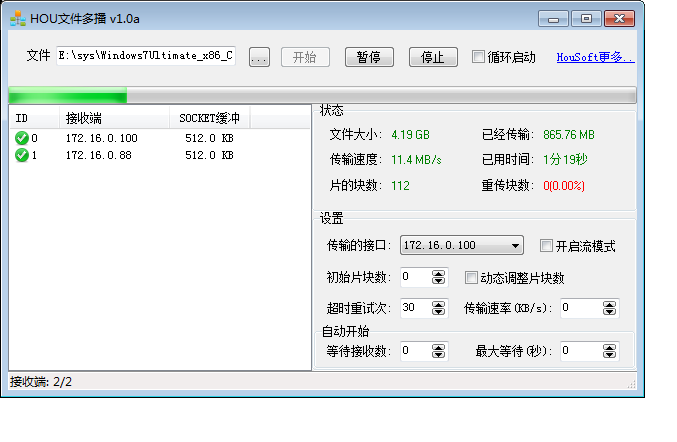 HOU文件多播 v1.0a
文件 E:\sys\Windows7Ultimate_x86_C ... 开始 暂停 停止 循环启动 HouSoft更多..
ID 接收端 SOCKET缓冲
0 172.16.0.100 512.0 KB
1 172.16.0.88 512.0 KB
状态
文件大小: 4.19 GB 已经传输: 865.76 MB
传输速度: 11.4 MB/s 已用时间: 1分19秒
片的块数: 112 重传块数: 0(0.00%)
设置
传输的接口: 172.16.0.100 开启流模式
初始片块数: 0 动态调整片块数
超时重试次: 30 传输速率(KB/s): 0
自动开始
等待接收数: 0 最大等待(秒): 0
接收端: 2/2